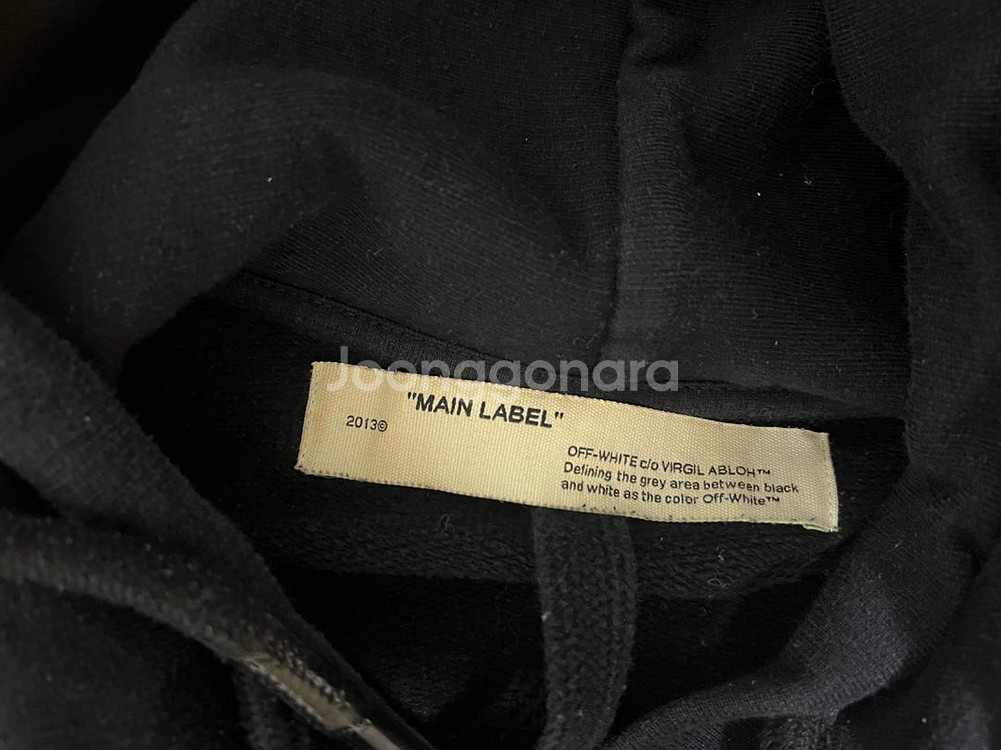 Joonggonara
"MAIN LABEL"
2013©
OFF-WHITE c/o VIRGIL ABLOH™
Defining the grey area between black
and white as the color Off-White™